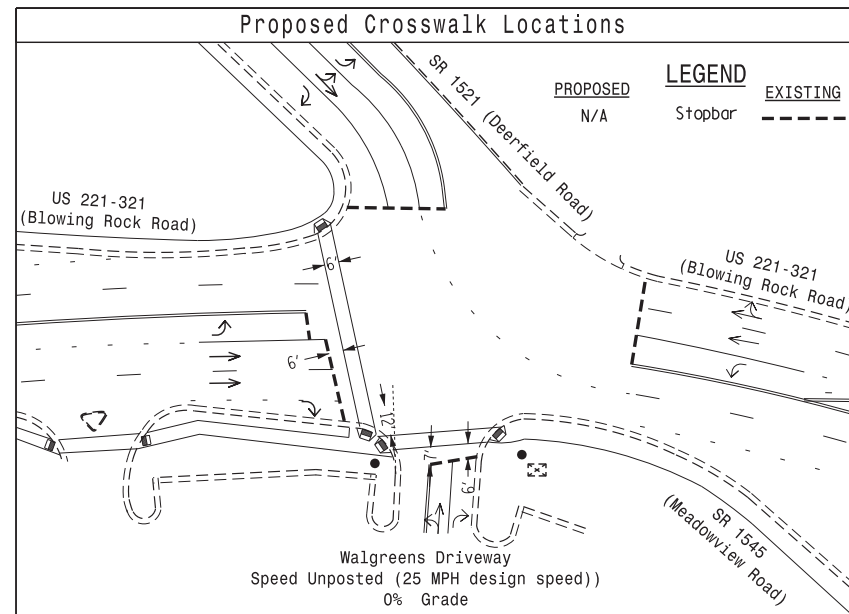 Proposed Crosswalk Locations
LEGEND
PROPOSED
EXISTING
N/A
Stopbar
SR 1521 (Deerfield Road)
US 221-321
(Blowing Rock Road)
US 221-321
(Blowing Rock Road)
6'
6'
12'
7'
6'
SR 1545
(Meadowview Road)
Walgreens Driveway
Speed Unposted (25 MPH design speed))
0% Grade